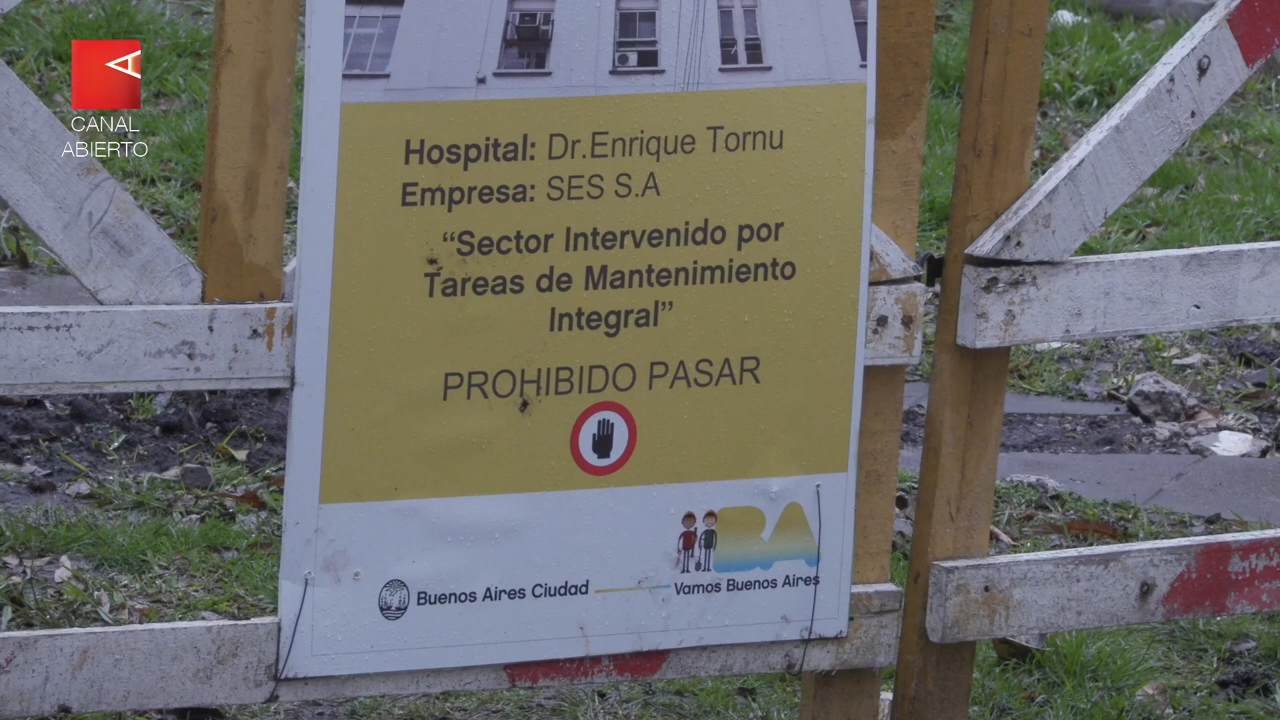 CANAL
ABIERTO
Hospital: Dr.Enrique Tornu
Empresa: SES S.A
“Sector Intervenido por
Tareas de Mantenimiento
Integral”
PROHIBIDO PASAR
BA
Buenos Aires Ciudad
Vamos Buenos Aires